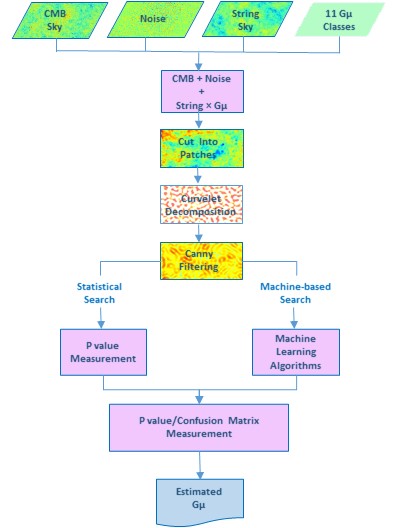 CMB
Sky
Noise
String
Sky
11 Gμ
Classes
CMB + Noise
+
String × Gμ
Cut Into
Patches
Curvelet
Decomposition
Canny
Filtering
Statistical
Search
Machine-based
Search
P value
Measurement
Machine
Learning
Algorithms
P value/Confusion Matrix
Measurement
Estimated
Gμ